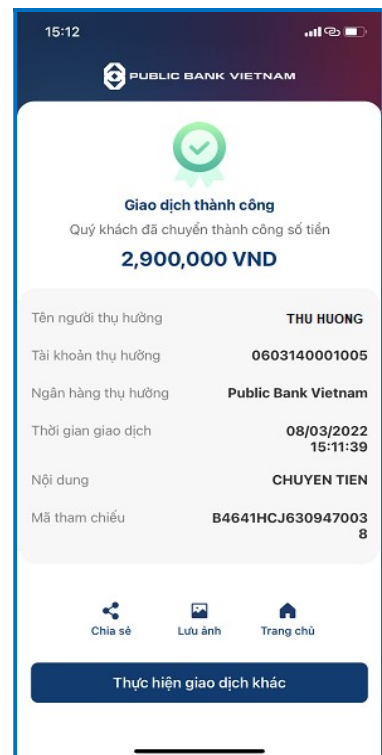 15:12
PUBLIC BANK VIETNAM
Giao dịch thành công
Quý khách đã chuyển thành công số tiền
2,900,000 VND
Tên người thụ hưởng THU HUONG
Tài khoản thụ hưởng 0603140001005
Ngân hàng thụ hưởng Public Bank Vietnam
Thời gian giao dịch 08/03/2022
15:11:39
Nội dung CHUYEN TIEN
Mã tham chiếu B4641HCJ630947003
8
Chia sẻ Lưu ảnh Trang chủ
Thực hiện giao dịch khác